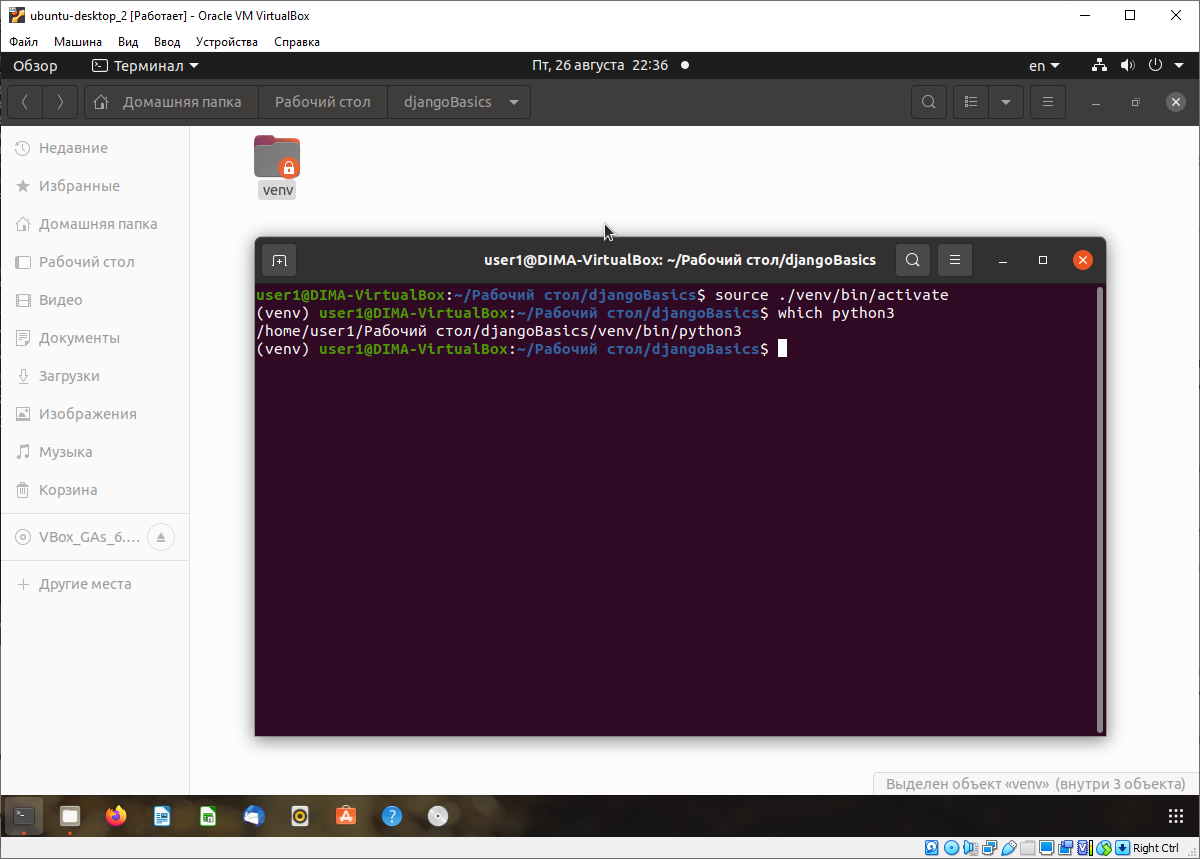 ubuntu-desktop_2 [Работает] - Oracle VM VirtualBox
Файл Машина Вид Ввод Устройства Справка
Обзор Терминал Пт, 26 августа 22:36 en
Домашняя папка Рабочий стол djangoBasics
Недавние
venv
Избранные
Домашняя папка
Рабочий стол
Видео
Документы
Загрузки
Изображения
Музыка
Корзина
VBox_GAs_6....
Другие места
user1@DIMA-VirtualBox: ~/Рабочий стол/djangoBasics
user1@DIMA-VirtualBox:~/Рабочий стол/djangoBasics$ source ./venv/bin/activate
(venv) user1@DIMA-VirtualBox:~/Рабочий стол/djangoBasics$ which python3
/home/user1/Рабочий стол/djangoBasics/venv/bin/python3
(venv) user1@DIMA-VirtualBox:~/Рабочий стол/djangoBasics$
Выделен объект «venv» (внутри 3 объекта)
Right Ctrl